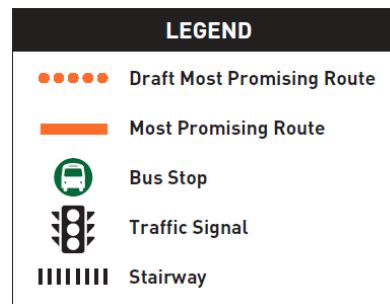 LEGEND
Draft Most Promising Route
Most Promising Route
Bus Stop
Traffic Signal
Stairway